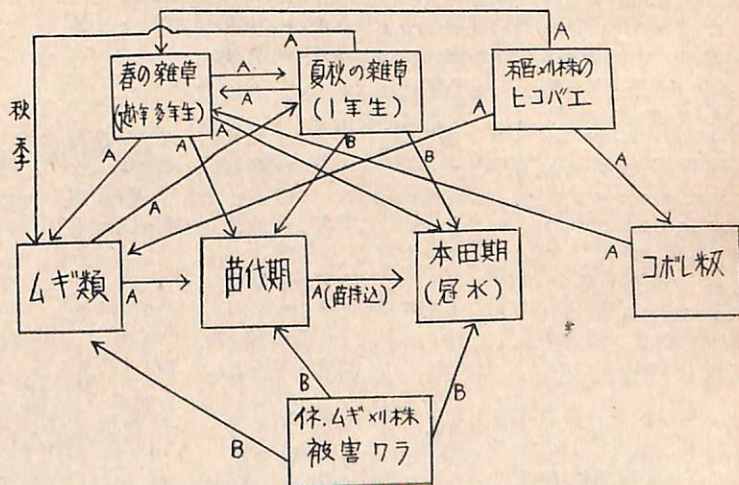 A
A
春の雑草
(越年多年生)
A
A
夏秋の雑草
(1年生)
稲刈株の
ヒコバエ
秋季
A
A
A
B
B
A
A
A
ムギ類
A
苗代期
A(苗持込)
本田期
(冠水)
A
コボレ籾
B
B
B
イネ.ムギ刈株
被害ワラ